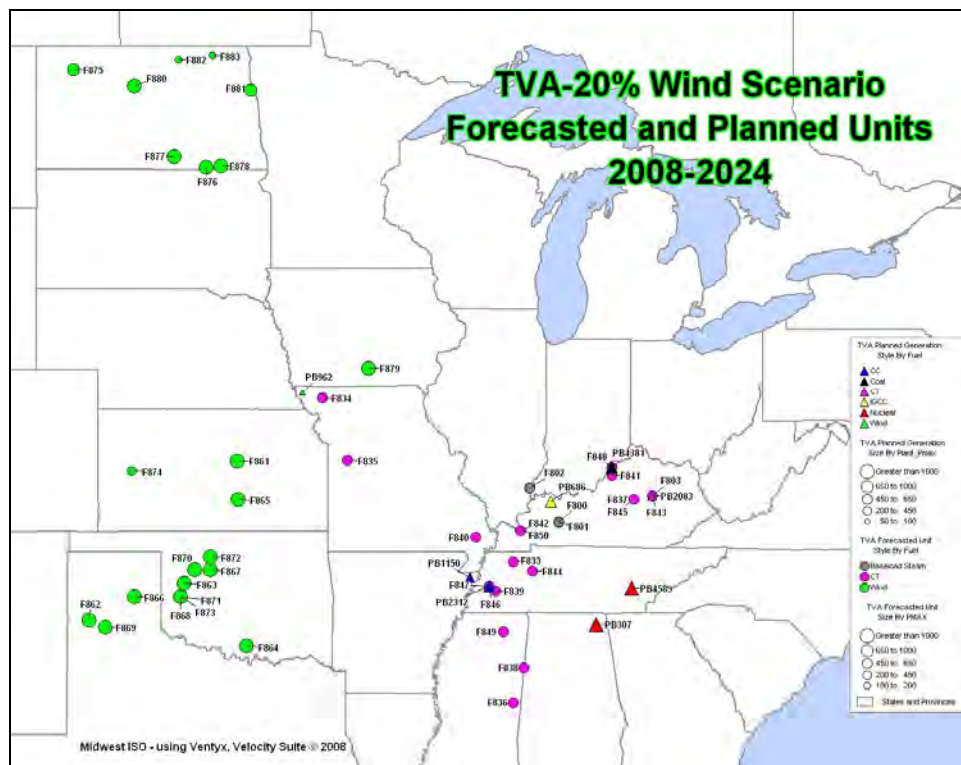 TVA-20% Wind Scenario
Forecasted and Planned Units
2008-2024
F875
F880
F882
F883
F881
F877
F876
F878
F879
PB962
F834
F835
F874
F861
F865
F848
PB4381
F841
F802
PB686
F800
F801
F803
F837
F845
PB2083
F843
F842
F850
F840
PB1150
F833
F844
F847
F839
PB2312
F846
PB4589
PB307
F849
F838
F836
F870
F872
F867
F863
F871
F873
F868
F866
F862
F869
F864
TVA Planned Generation
Style By Fuel
CC
Coal
CT
IGCC
Nuclear
Wind
TVA Planned Generation
Size By Plant_Pmax
Greater than 1000
650 to 1000
450 to 650
200 to 450
50 to 100
TVA Forecasted Unit
Style By Fuel
Baseload Steam
CT
Wind
TVA Forecasted Unit
Size By PMAX
Greater than 1000
650 to 1000
450 to 650
200 to 450
100 to 200
States and Provinces
Midwest ISO - using Ventyx, Velocity Suite © 2008